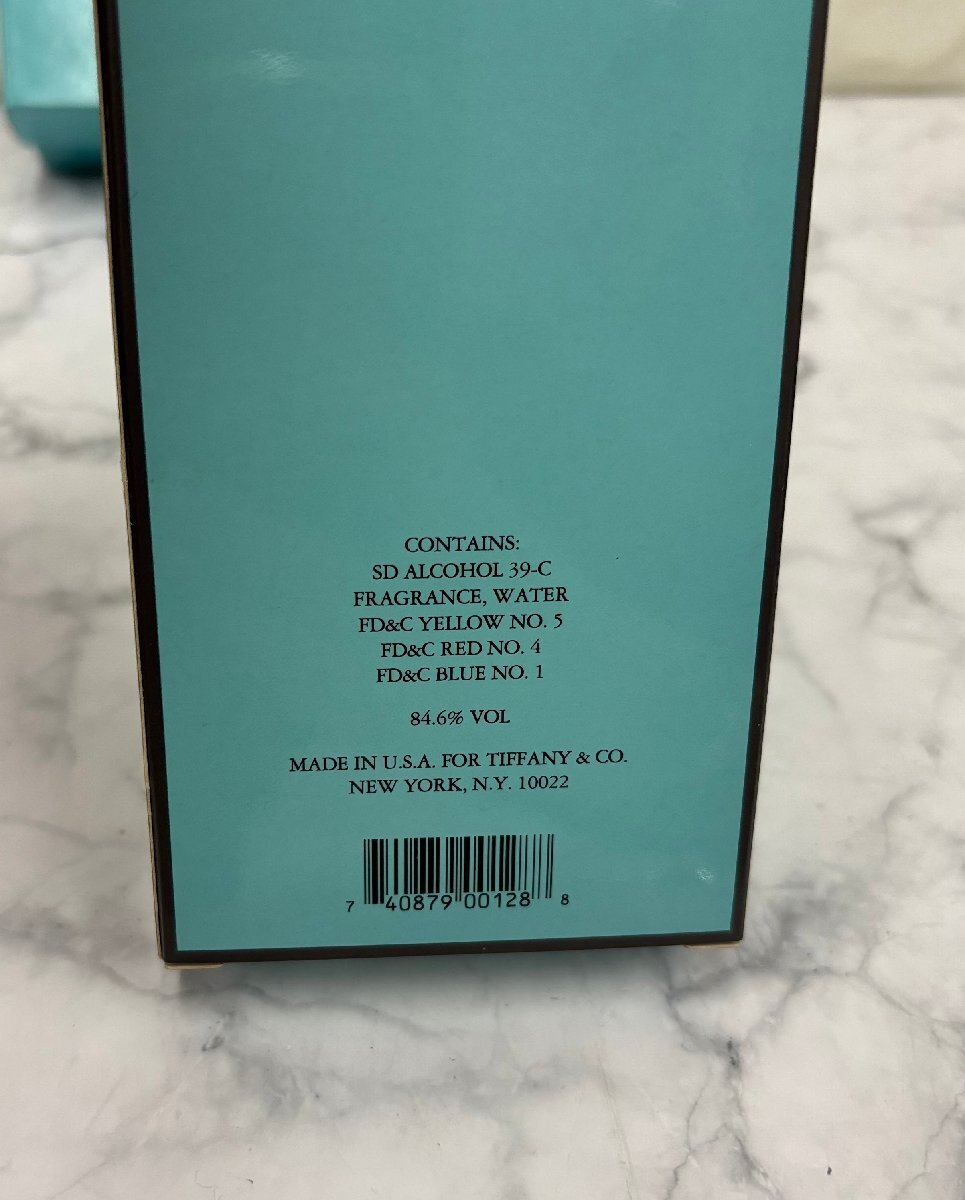 CONTAINS:
SD ALCOHOL 39-C
FRAGRANCE, WATER
FD&C YELLOW NO. 5
FD&C RED NO. 4
FD&C BLUE NO. 1
84.6% VOL
MADE IN U.S.A. FOR TIFFANY & CO.
NEW YORK, N.Y. 10022
7 40879 00128 8